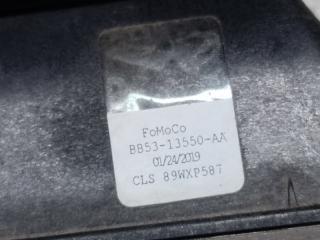 FoMoCo
BB53-13550-AA
01/24/2019
CLS 89WXP587